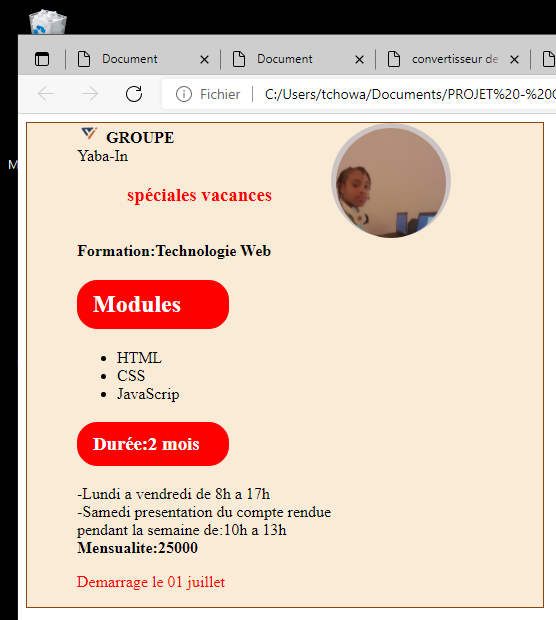 Document
Document
convertisseur de
Fichier
C:/Users/tchowa/Documents/PROJET%20-%20
M
GROUPE
Yaba-In
spéciales vacances
Formation:Technologie Web
Modules
HTML
CSS
JavaScrip
Durée:2 mois
-Lundi a vendredi de 8h a 17h
-Samedi presentation du compte rendue
pendant la semaine de:10h a 13h
Mensualite:25000
Demarrage le 01 juillet